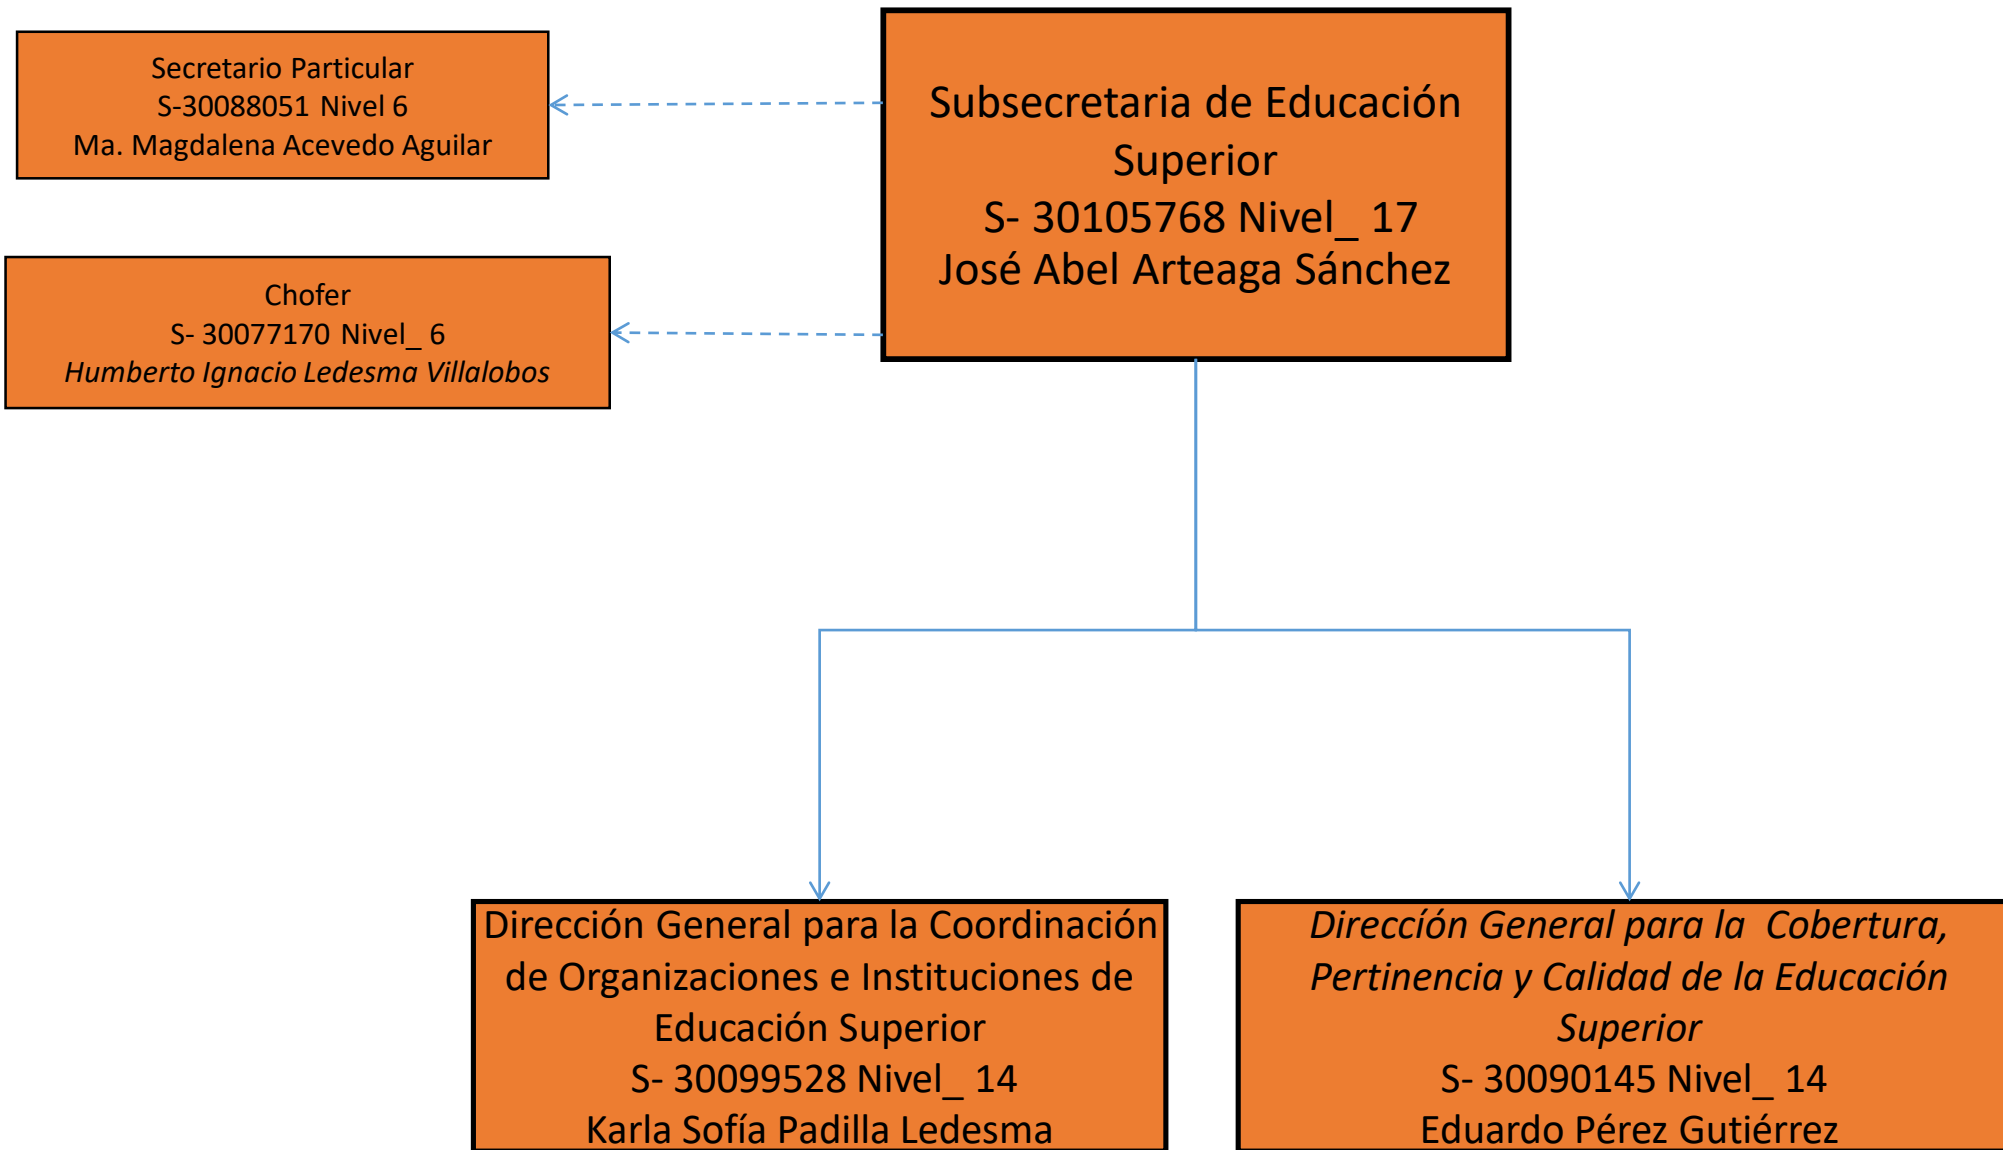 Secretario Particular
S-30088051 Nivel 6
Ma. Magdalena Acevedo Aguilar
Subsecretaria de Educación
Superior
S- 30105768 Nivel_ 17
José Abel Arteaga Sánchez
Chofer
S- 30077170 Nivel_ 6
Humberto Ignacio Ledesma Villalobos
Dirección General para la Coordinación
de Organizaciones e Instituciones de
Educación Superior
S- 30099528 Nivel_ 14
Karla Sofía Padilla Ledesma
Direccíón General para la  Cobertura,
Pertinencia y Calidad de la Educación
Superior
S- 30090145 Nivel_ 14
Eduardo Pérez Gutiérrez